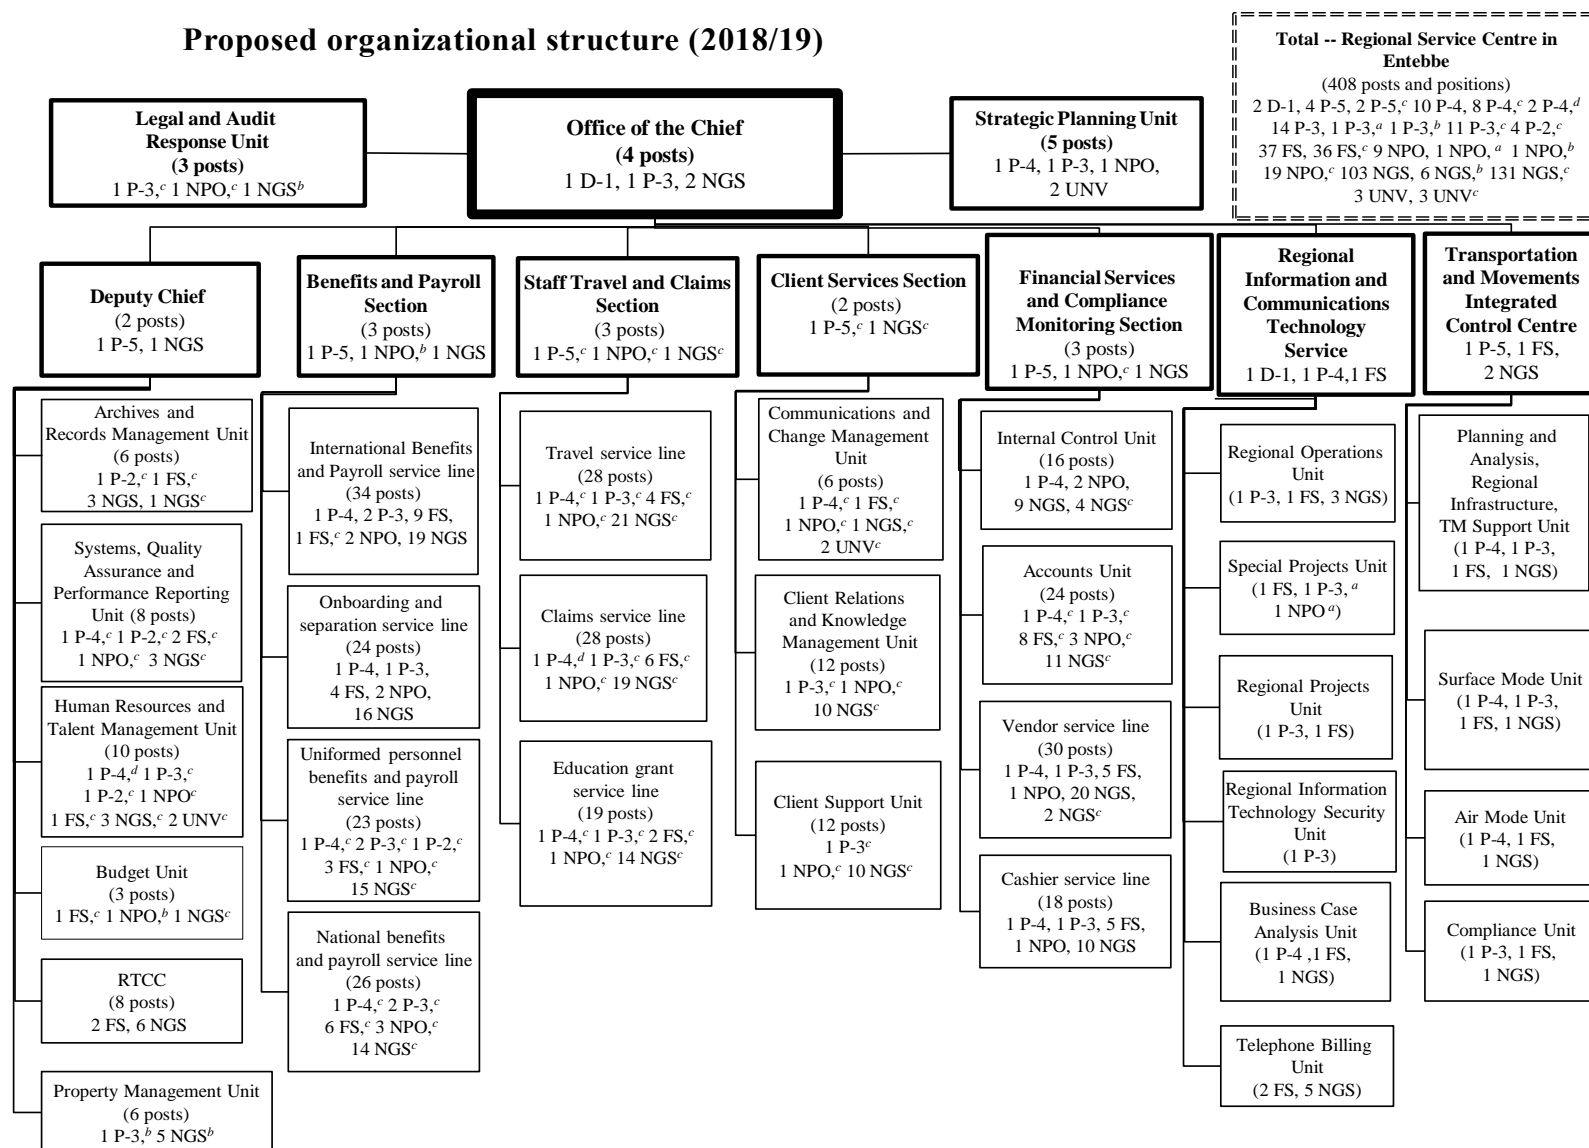 Proposed organizational structure (2018/19)
Total -- Regional Service Centre in
Entebbe
(408 posts and positions)
2 D-1, 4 P-5, 2 P-5,c 10 P-4, 8 P-4,c 2 P-4,d
14 P-3, 1 P-3,a 1 P-3,b 11 P-3,c 4 P-2,c
37 FS, 36 FS,c 9 NPO, 1 NPO, a 1 NPO,b
19 NPO,c 103 NGS, 6 NGS,b 131 NGS,c
3 UNV, 3 UNVc
Legal and Audit
Response Unit
(3 posts)
1 P-3,c 1 NPO,c 1 NGSb
Office of the Chief
(4 posts)
1 D-1, 1 P-3, 2 NGS
Strategic Planning Unit
(5 posts)
1 P-4, 1 P-3, 1 NPO,
2 UNV
Deputy Chief
(2 posts)
1 P-5, 1 NGS
Benefits and Payroll
Section
(3 posts)
1 P-5, 1 NPO,b 1 NGS
Staff Travel and Claims
Section
(3 posts)
1 P-5,c 1 NPO,c 1 NGSc
Client Services Section
(2 posts)
1 P-5,c 1 NGSc
Financial Services
and Compliance
Monitoring Section
(3 posts)
1 P-5, 1 NPO,c 1 NGS
Regional
Information and
Communications
Technology
Service
1 D-1, 1 P-4,1 FS
Transportation
and Movements
Integrated
Control Centre
1 P-5, 1 FS,
2 NGS
Archives and
Records Management Unit
(6 posts)
1 P-2,c 1 FS,c
3 NGS, 1 NGSc
Systems, Quality
Assurance and
Performance Reporting
Unit (8 posts)
1 P-4,c 1 P-2,c 2 FS,c
1 NPO,c 3 NGSc
Human Resources and
Talent Management Unit
(10 posts)
1 P-4,d 1 P-3,c
1 P-2,c 1 NPOc
1 FS,c 3 NGS,c 2 UNVc
Budget Unit
(3 posts)
1 FS,c 1 NPO,b 1 NGSc
RTCC
(8 posts)
2 FS, 6 NGS
Property Management Unit
(6 posts)
1 P-3,b 5 NGSb
International Benefits
and Payroll service line
(34 posts)
1 P-4, 2 P-3, 9 FS,
1 FS,c 2 NPO, 19 NGS
Onboarding and
separation service line
(24 posts)
1 P-4, 1 P-3,
4 FS, 2 NPO,
16 NGS
Uniformed personnel
benefits and payroll
service line
(23 posts)
1 P-4,c 2 P-3,c 1 P-2,c
3 FS,c 1 NPO,c
15 NGSc
National benefits
and payroll service line
(26 posts)
1 P-4,c 2 P-3,c
6 FS,c 3 NPO,c
14 NGSc
Travel service line
(28 posts)
1 P-4,c 1 P-3,c 4 FS,c
1 NPO,c 21 NGSc
Claims service line
(28 posts)
1 P-4,d 1 P-3,c 6 FS,c
1 NPO,c 19 NGSc
Education grant
service line
(19 posts)
1 P-4,c 1 P-3,c 2 FS,c
1 NPO,c 14 NGSc
Communications and
Change Management
Unit
(6 posts)
1 P-4,c 1 FS,c
1 NPO,c 1 NGS,c
2 UNVc
Client Relations
and Knowledge
Management Unit
(12 posts)
1 P-3,c 1 NPO,c
10 NGSc
Client Support Unit
(12 posts)
1 P-3c
1 NPO,c 10 NGSc
Internal Control Unit
(16 posts)
1 P-4, 2 NPO,
9 NGS, 4 NGSc
Accounts Unit
(24 posts)
1 P-4,c 1 P-3,c
8 FS,c 3 NPO,c
11 NGSc
Vendor service line
(30 posts)
1 P-4, 1 P-3, 5 FS,
1 NPO, 20 NGS,
2 NGSc
Cashier service line
(18 posts)
1 P-4, 1 P-3, 5 FS,
1 NPO, 10 NGS
Regional Operations
Unit
(1 P-3, 1 FS, 3 NGS)
Special Projects Unit
(1 FS, 1 P-3, a
1 NPO a)
Regional Projects
Unit
(1 P-3, 1 FS)
Regional Information
Technology Security
Unit
(1 P-3)
Business Case
Analysis Unit
(1 P-4 ,1 FS,
1 NGS)
Telephone Billing
Unit
(2 FS, 5 NGS)
Planning and
Analysis,
Regional
Infrastructure,
TM Support Unit
(1 P-4, 1 P-3,
1 FS, 1 NGS)
Surface Mode Unit
(1 P-4, 1 P-3,
1 FS, 1 NGS)
Air Mode Unit
(1 P-4, 1 FS,
1 NGS)
Compliance Unit
(1 P-3, 1 FS,
1 NGS)